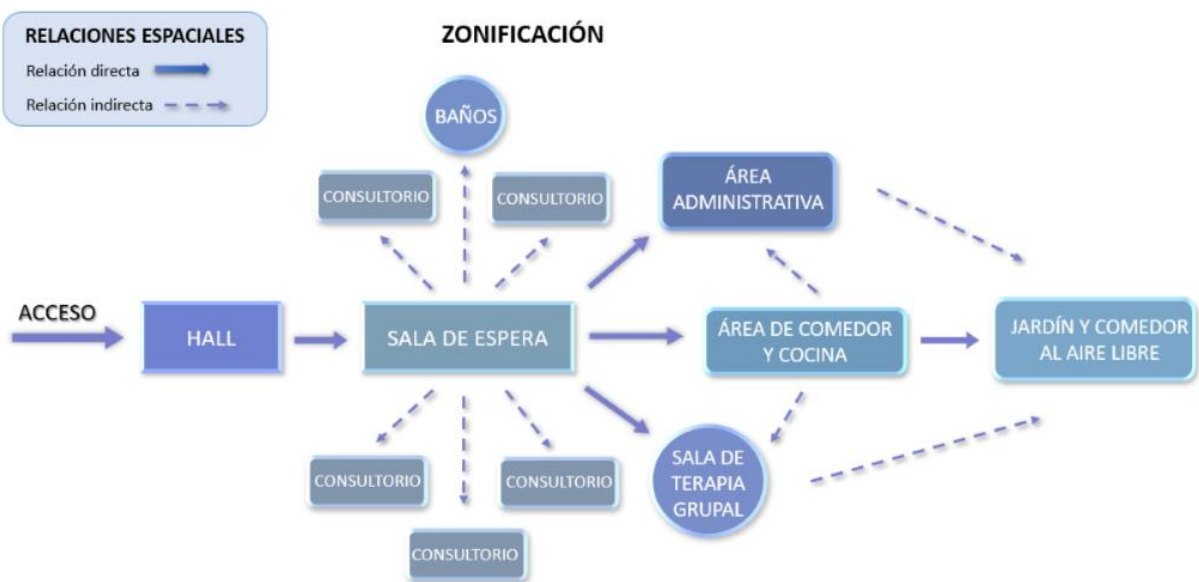 RELACIONES ESPACIALES
Relación directa
Relación indirecta
ZONIFICACIÓN
BAÑOS
CONSULTORIO
CONSULTORIO
ÁREA
ADMINISTRATIVA
ACCESO
HALL
SALA DE ESPERA
ÁREA DE COMEDOR
Y COCINA
JARDÍN Y COMEDOR
AL AIRE LIBRE
CONSULTORIO
CONSULTORIO
CONSULTORIO
SALA DE
TERAPIA
GRUPAL